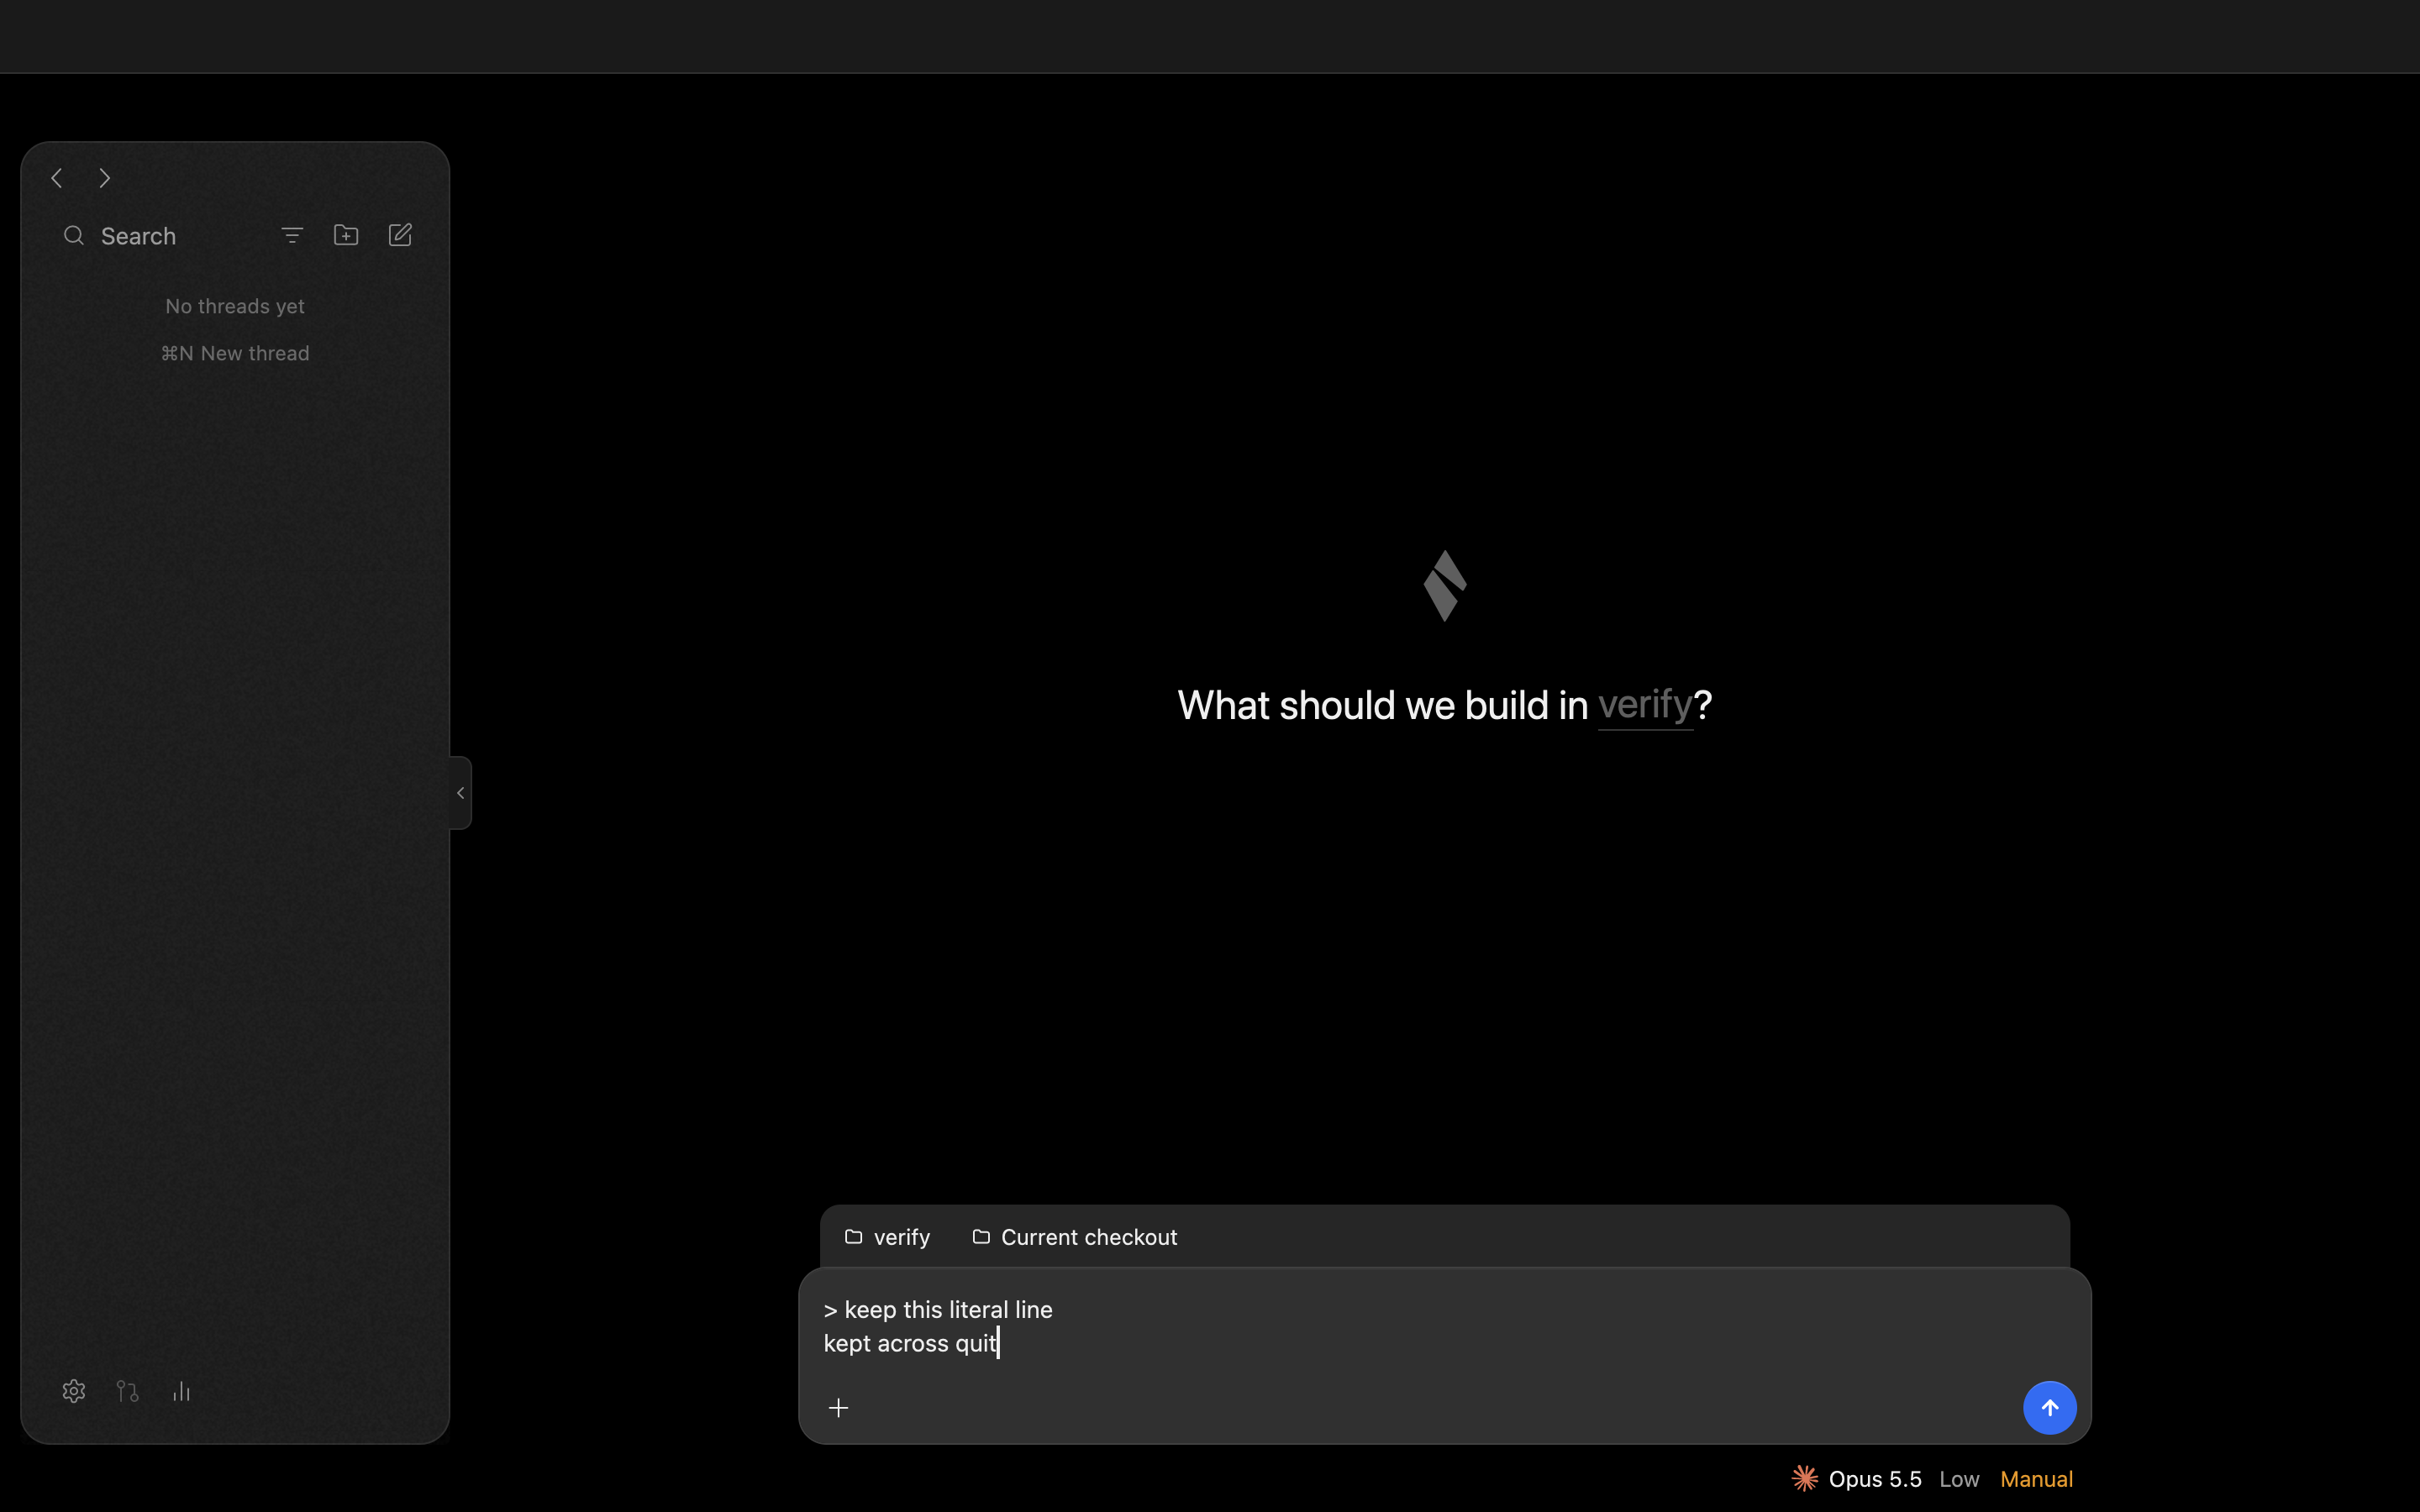 Search
No threads yet
⌘N New thread
What should we build in verify?
verify
Current checkout
> keep this literal line
kept across quit
Opus 5.5 Low Manual